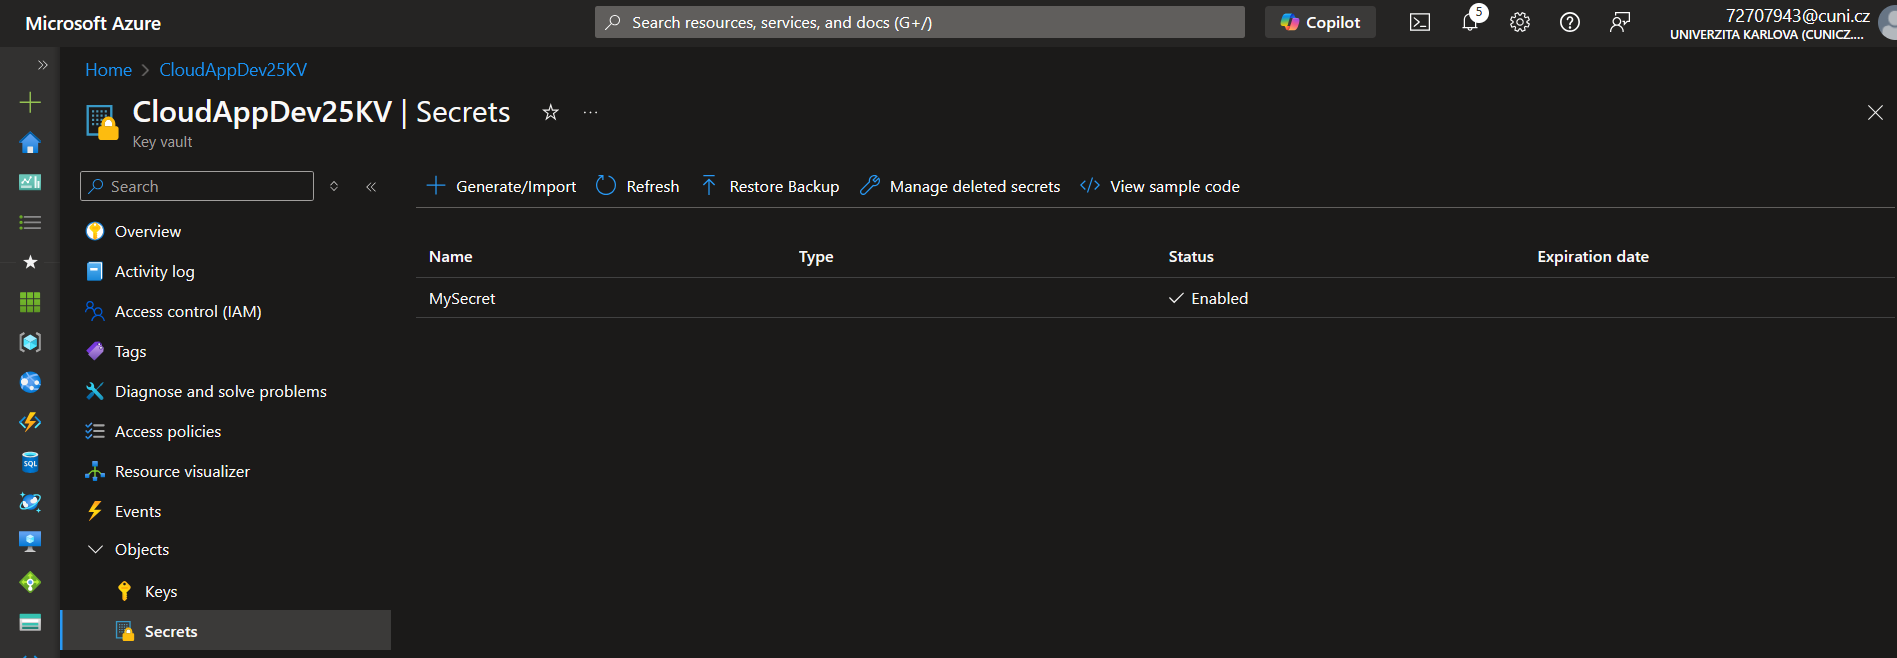 Microsoft Azure
Search resources, services, and docs (G+/)
Copilot
5
72707943@cuni.cz
UNIVERZITA KARLOVA (CUNICZ....
Home > CloudAppDev25KV
CloudAppDev25KV | Secrets
Key vault
Search
Generate/Import
Refresh
Restore Backup
Manage deleted secrets
View sample code
Overview
Activity log
Access control (IAM)
Tags
Diagnose and solve problems
Access policies
Resource visualizer
Events
Objects
Keys
Secrets
Name Type Status Expiration date
MySecret Enabled
SQL